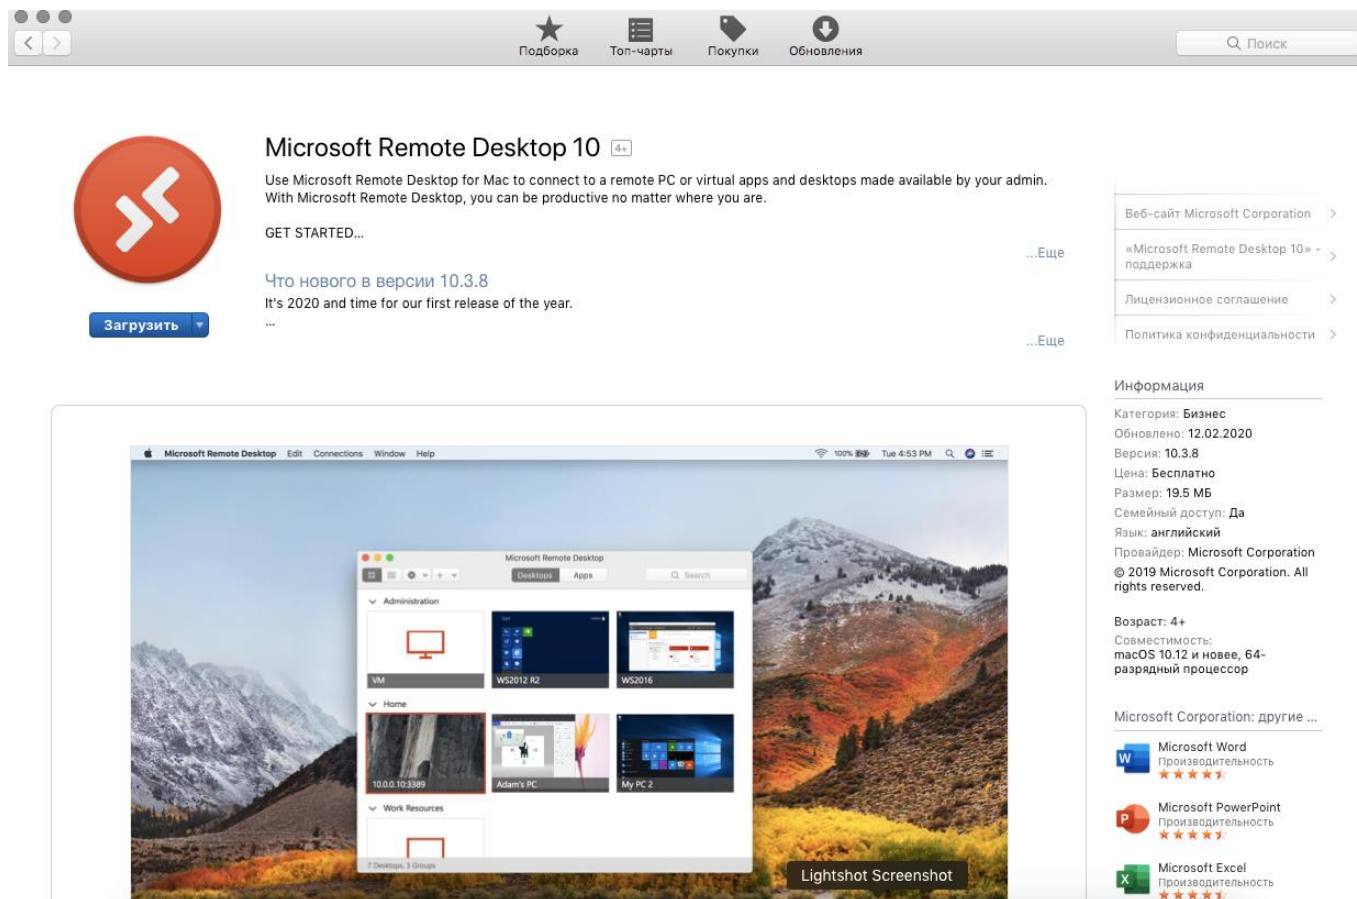 Подборка
Топ-чарты
Покупки
Обновления
Поиск
Microsoft Remote Desktop 10 4+
Use Microsoft Remote Desktop for Mac to connect to a remote PC or virtual apps and desktops made available by your admin.
With Microsoft Remote Desktop, you can be productive no matter where you are.
GET STARTED...
...Еще
Что нового в версии 10.3.8
It's 2020 and time for our first release of the year.
...
...Еще
Загрузить
Веб-сайт Microsoft Corporation
«Microsoft Remote Desktop 10» -
поддержка
Лицензионное соглашение
Политика конфиденциальности
Информация
Категория: Бизнес
Обновлено: 12.02.2020
Версия: 10.3.8
Цена: Бесплатно
Размер: 19.5 МБ
Семейный доступ: Да
Язык: английский
Провайдер: Microsoft Corporation
© 2019 Microsoft Corporation. All
rights reserved.
Возраст: 4+
Совместимость:
macOS 10.12 и новее, 64-
разрядный процессор
Microsoft Corporation: другие ...
Microsoft Word
Производительность
Microsoft PowerPoint
Производительность
Microsoft Excel
Производительность
Microsoft Remote Desktop Edit Connections Window Help
100% Tue 4:53 PM
Microsoft Remote Desktop
Desktops Apps
Search
Administration
VM
WS2012 R2
WS2016
Home
10.0.0.10:3389
Adam's PC
My PC 2
Work Resources
7 Desktops, 3 Groups
Lightshot Screenshot